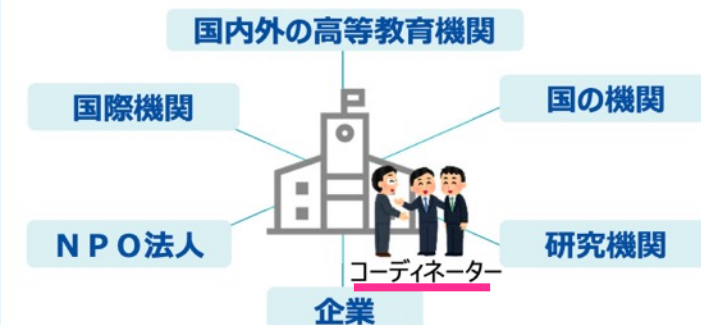 国内外の高等教育機関
国際機関
国の機関
ＮＰＯ法人
研究機関
コーディネーター
企業